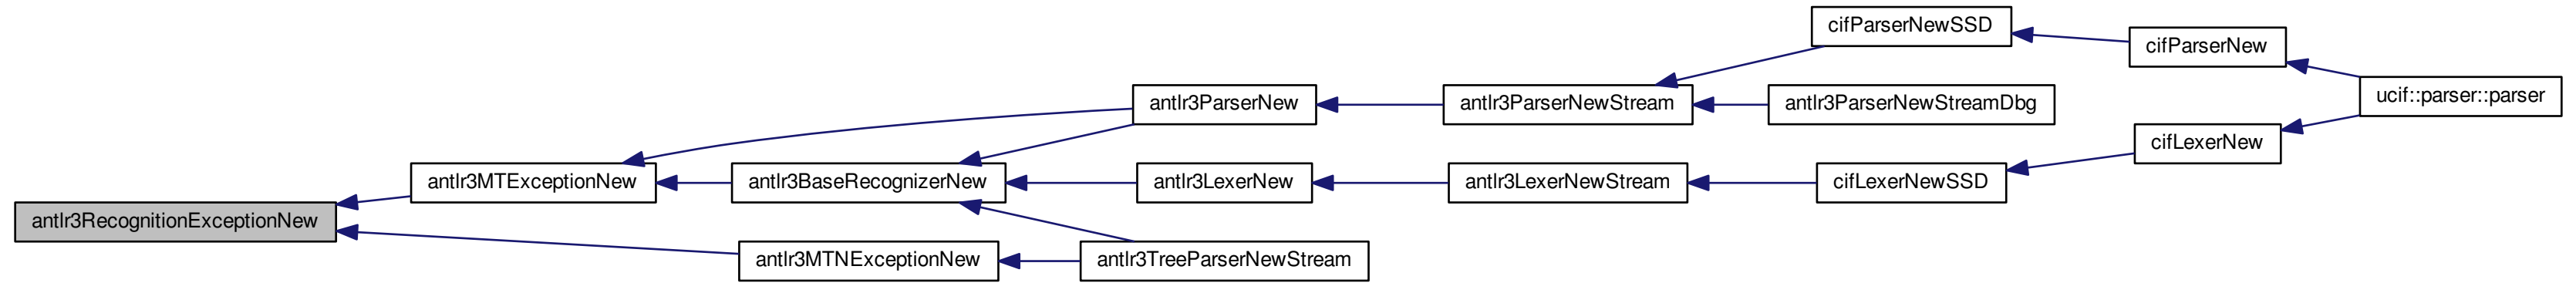 antlr3RecognitionExceptionNew
antlr3MTExceptionNew
antlr3MTNExceptionNew
antlr3BaseRecognizerNew
antlr3ParserNew
antlr3LexerNew
antlr3TreeParserNewStream
antlr3ParserNewStream
antlr3LexerNewStream
cifParserNewSSD
antlr3ParserNewStreamDbg
cifLexerNewSSD
cifParserNew
cifLexerNew
ucif::parser::parser